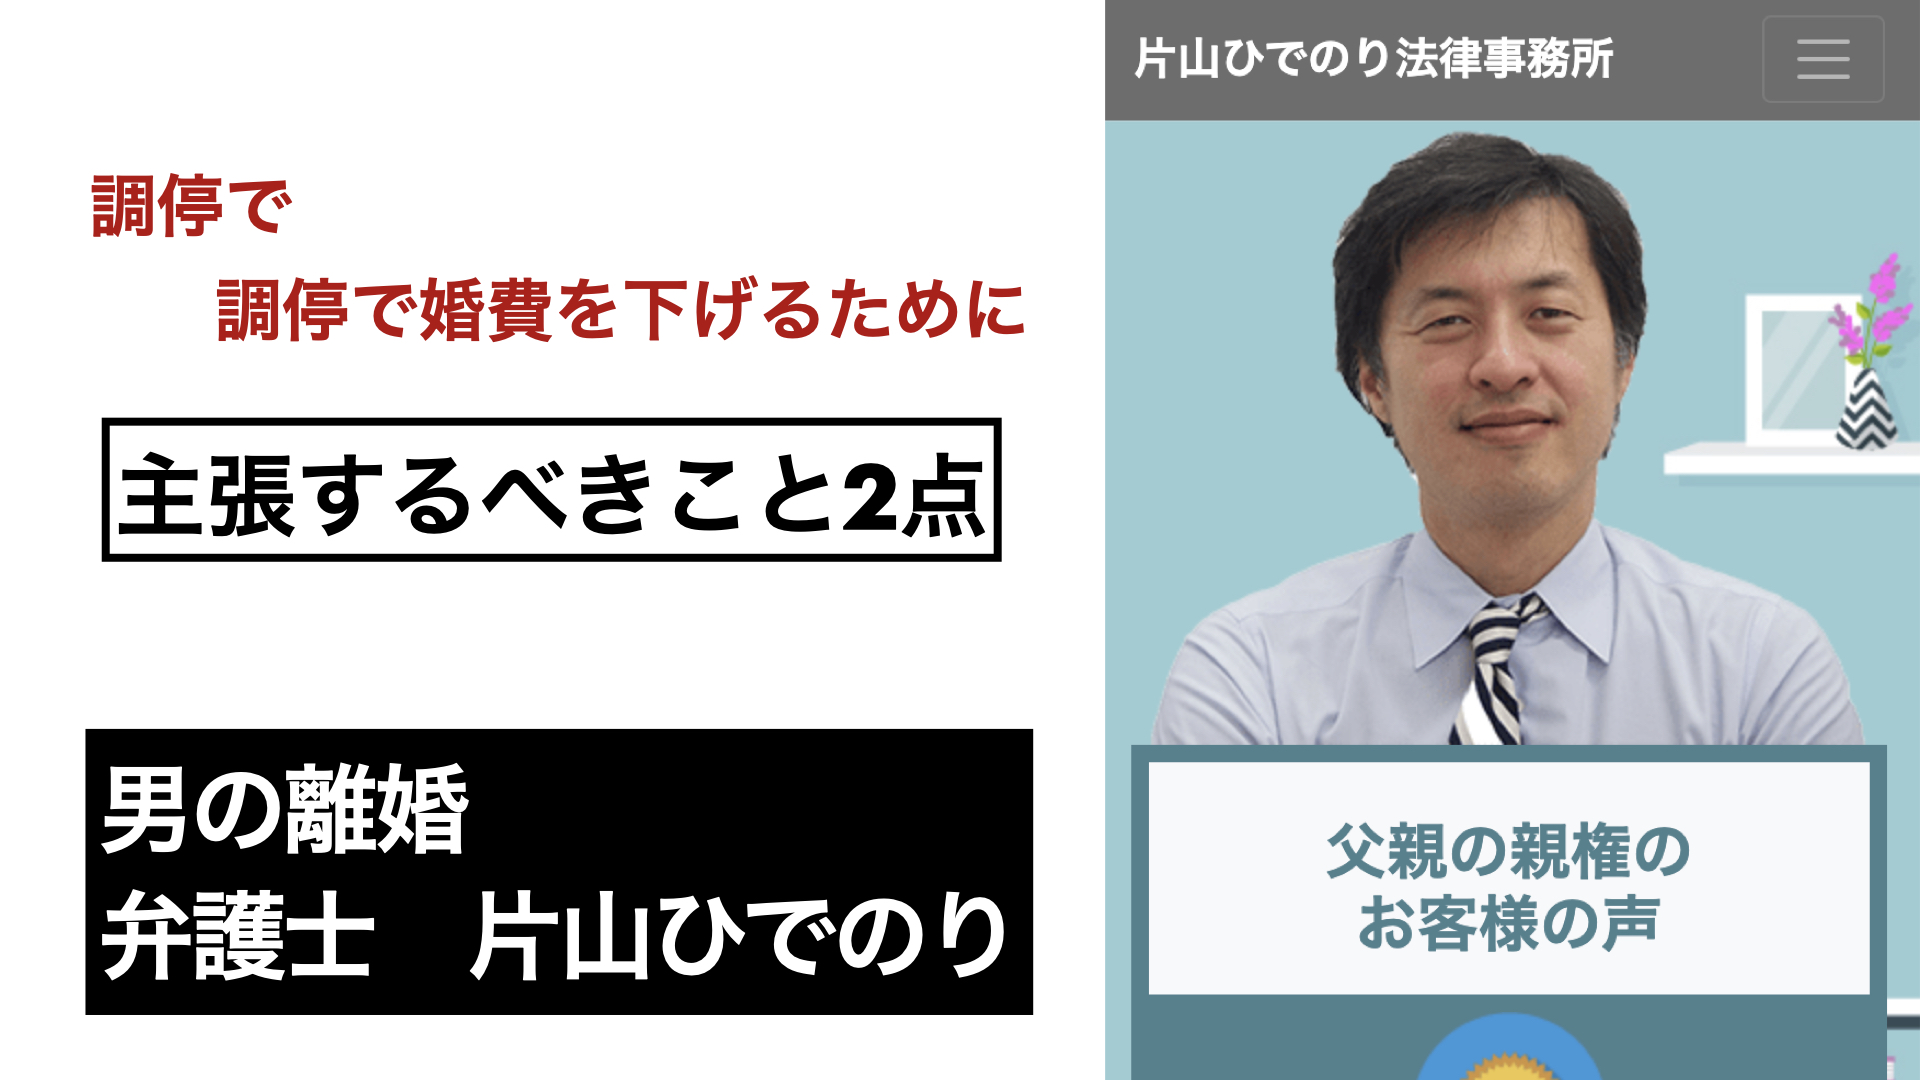 調停で
調停で婚費を下げるために
主張するべきこと2点
男の離婚
弁護士　片山ひでのり
片山ひでのり法律事務所
父親の親権の
お客様の声